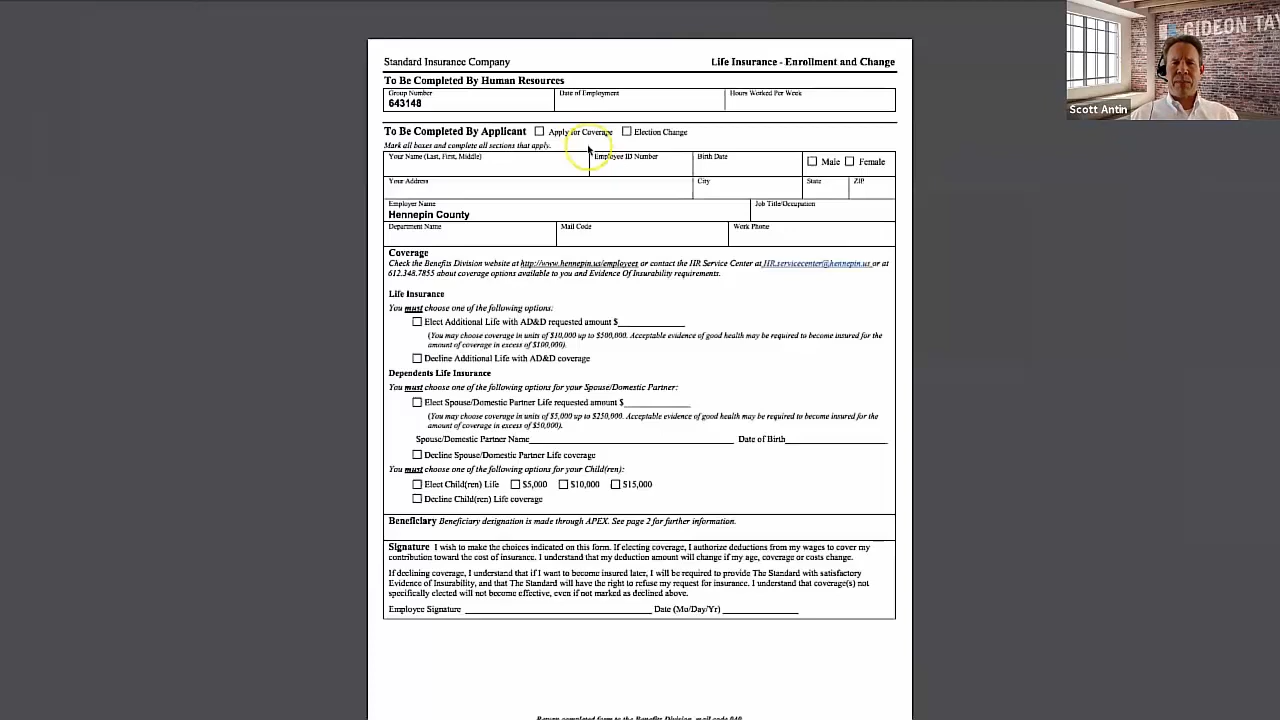 GIDEON TAY
Scott Antin
Standard Insurance Company Life Insurance - Enrollment and Change
To Be Completed By Human Resources
Group Number Date of Employment Hours Worked Per Week
643148
To Be Completed By Applicant Apply for Coverage Election Change
Mark all boxes and complete all sections that apply.
Your Name (Last, First, Middle) Employee ID Number Birth Date Male Female
Your Address City State ZIP
Employer Name Job Title/Occupation
Hennepin County
Department Name Mail Code Work Phone
Coverage
Check the Benefits Division website at http://www.hennepin.us/employees or contact the HR Service Center at HR.servicecenter@hennepin.us or at
612.348.7855 about coverage options available to you and Evidence Of Insurability requirements.
Life Insurance
You must choose one of the following options:
Elect Additional Life with AD&D requested amount $
(You may choose coverage in units of $10,000 up to $500,000. Acceptable evidence of good health may be required to become insured for the
amount of coverage in excess of $100,000).
Decline Additional Life with AD&D coverage
Dependents Life Insurance
You must choose one of the following options for your Spouse/Domestic Partner:
Elect Spouse/Domestic Partner Life requested amount $
(You may choose coverage in units of $5,000 up to $250,000. Acceptable evidence of good health may be required to become insured for the
amount of coverage in excess of $50,000).
Spouse/Domestic Partner Name Date of Birth
Decline Spouse/Domestic Partner Life coverage
You must choose one of the following options for your Child(ren):
Elect Child(ren) Life $5,000 $10,000 $15,000
Decline Child(ren) Life coverage
Beneficiary Beneficiary designation is made through APEX. See page 2 for further information.
Signature I wish to make the choices indicated on this form. If electing coverage, I authorize deductions from my wages to cover my
contribution toward the cost of insurance. I understand that my deduction amount will change if my age, coverage or costs change.
If declining coverage, I understand that if I want to become insured later, I will be required to provide The Standard with satisfactory
Evidence of Insurability, and that The Standard will have the right to refuse my request for insurance. I understand that coverage(s) not
specifically elected will not become effective, even if not marked as declined above.
Employee Signature Date (Mo/Day/Yr)
Return completed form to the Benefits Division, mail code 040